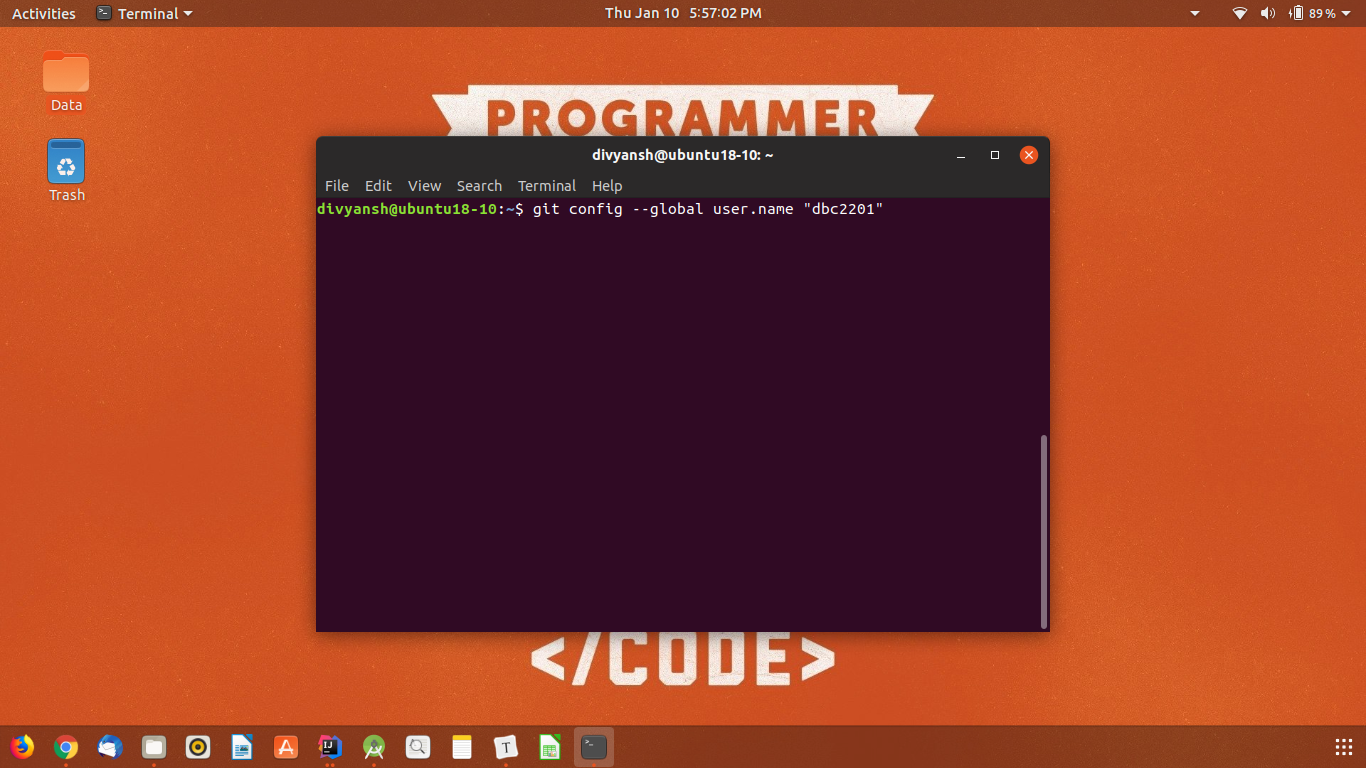 Activities Terminal Thu Jan 10 5:57:02 PM 89 %
Data
Trash
PROGRAMMER
divyansh@ubuntu18-10: ~
File Edit View Search Terminal Help
divyansh@ubuntu18-10:~$ git config --global user.name "dbc2201"
</CODE>
IJ T